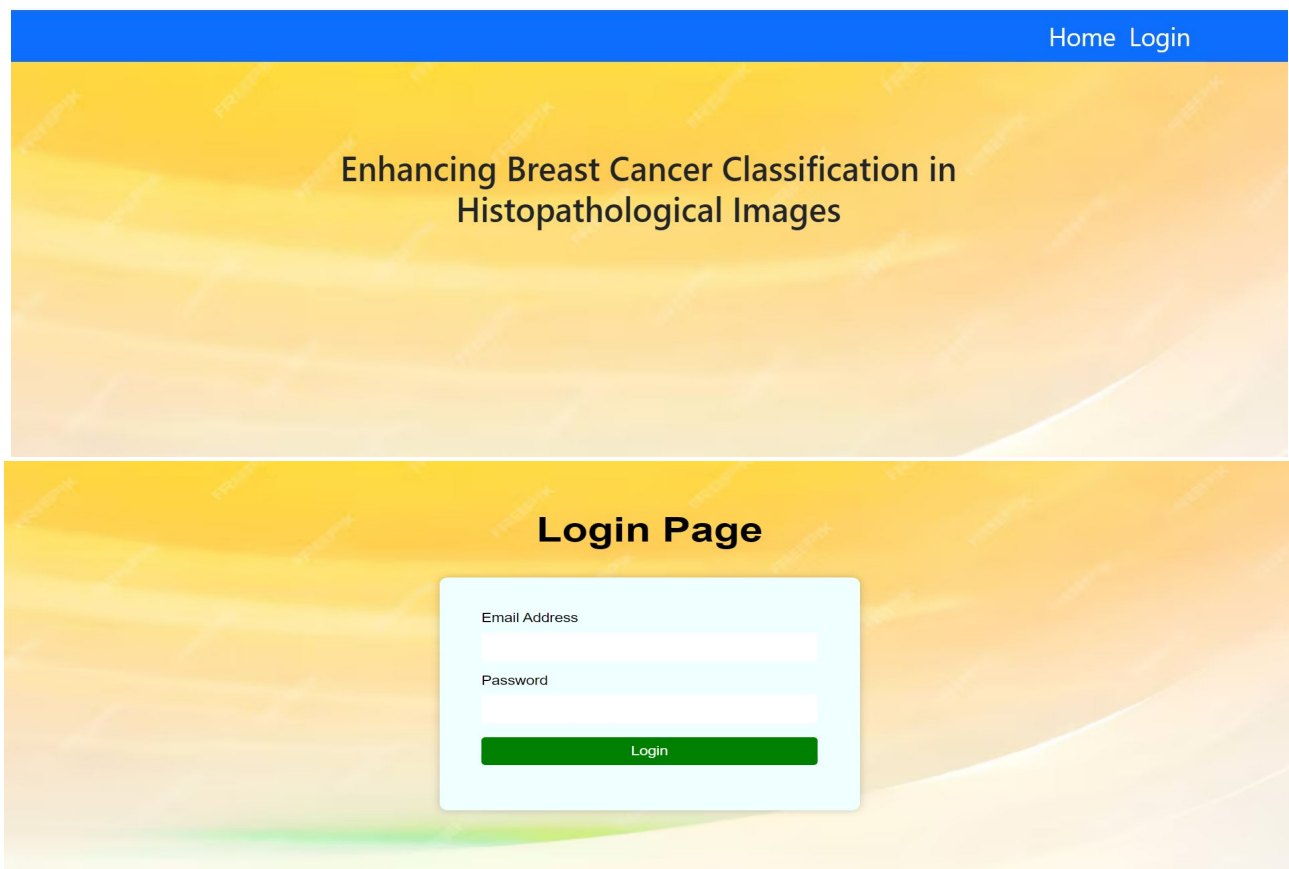 Home Login
Enhancing Breast Cancer Classification in
Histopathological Images
Login Page
Email Address
Password
Login